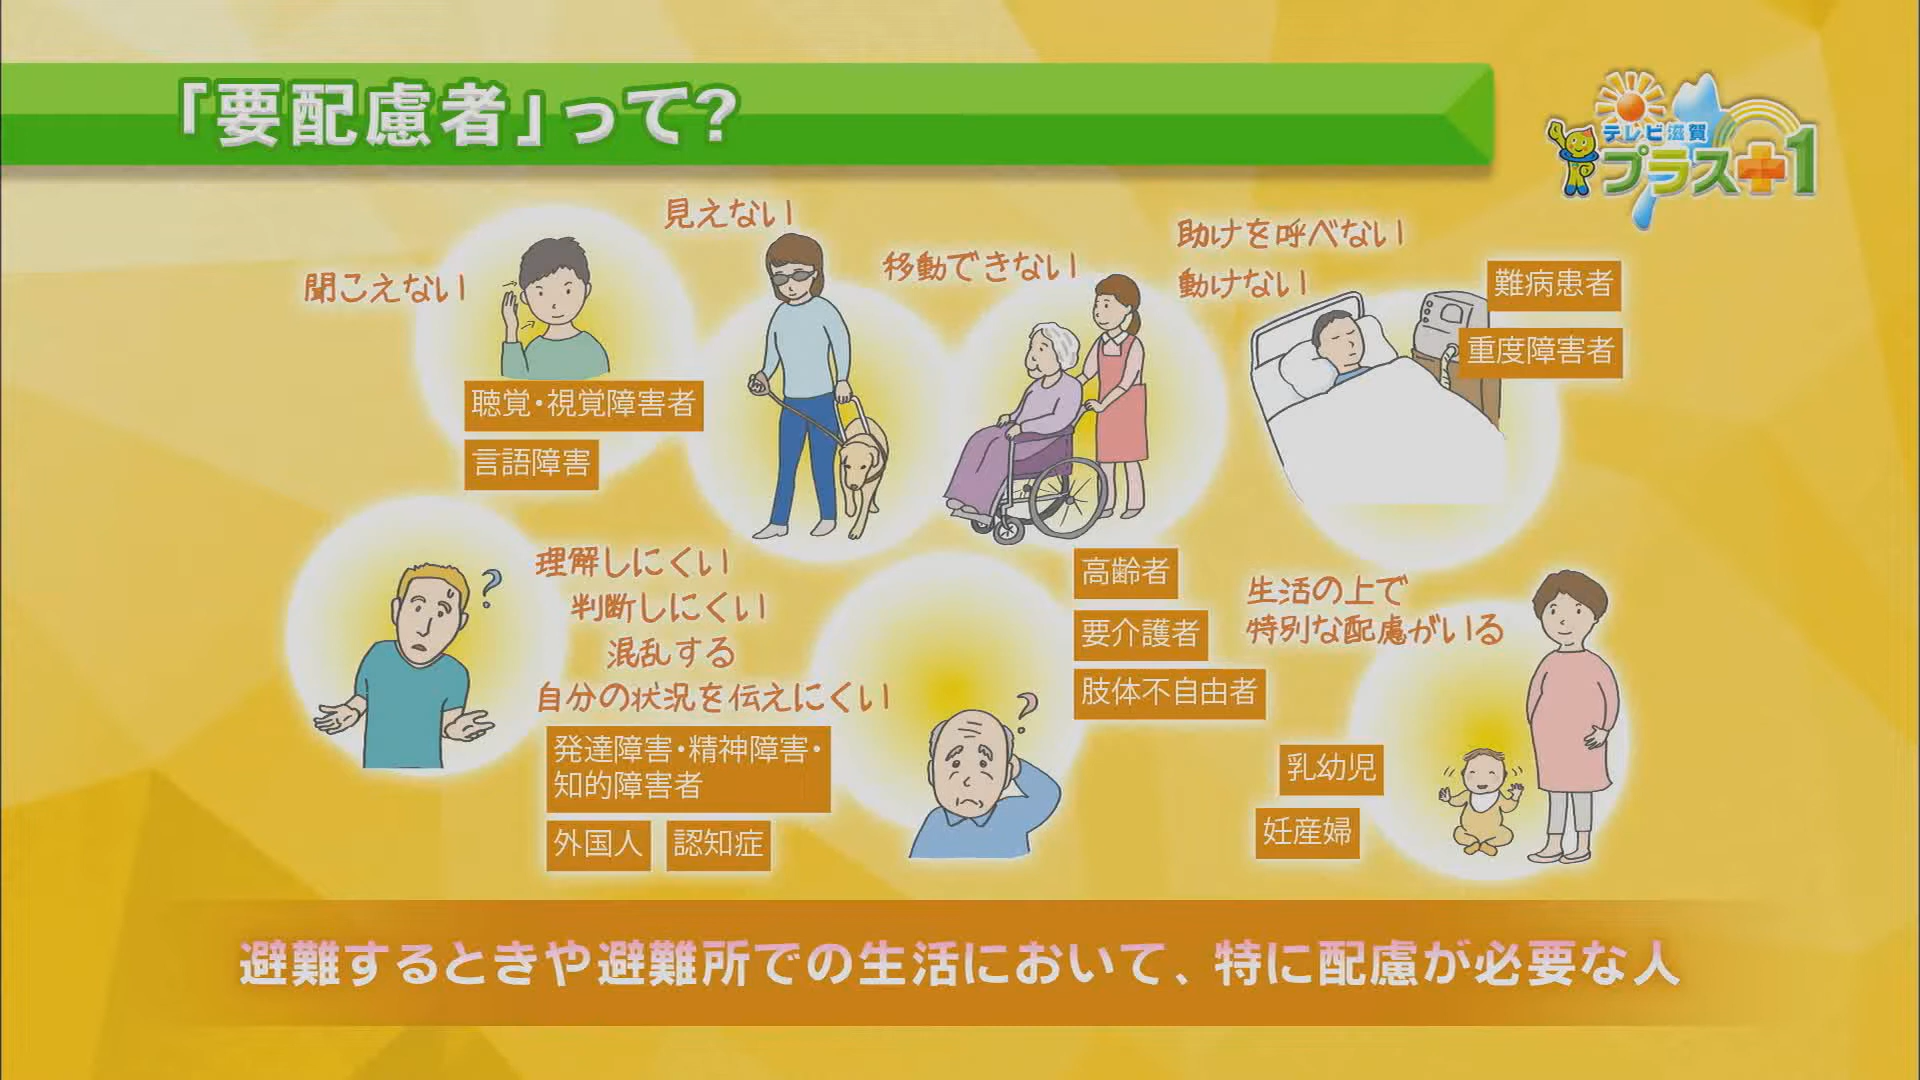 「要配慮者」って?
テレビ滋賀
プラス+1
聞こえない
見えない
移動できない
助けを呼べない
動けない
難病患者
重度障害者
聴覚・視覚障害者
言語障害
理解しにくい
判断しにくい
混乱する
自分の状況を伝えにくい
発達障害・精神障害・
知的障害者
外国人
認知症
高齢者
要介護者
肢体不自由者
生活の上で
特別な配慮がいる
乳幼児
妊産婦
避難するときや避難所での生活において、特に配慮が必要な人